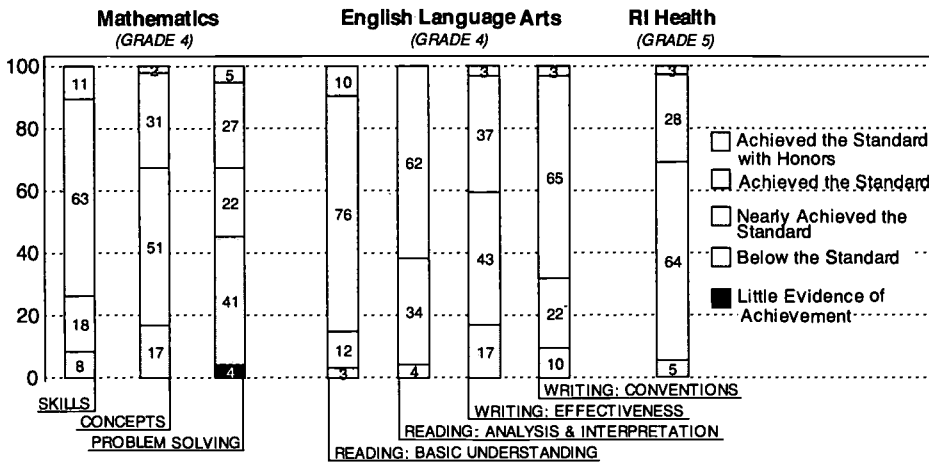 Mathematics
(GRADE 4)
English Language Arts
(GRADE 4)
RI Health
(GRADE 5)
100
80
60
40
20
0
11
63
18
8
31
51
17
5
27
22
41
4
10
76
12
3
62
34
4
3
37
43
17
3
65
22
10
3
28
64
5
Achieved the Standard
with Honors
Achieved the Standard
Nearly Achieved the
Standard
Below the Standard
Little Evidence of
Achievement
SKILLS
CONCEPTS
PROBLEM SOLVING
READING: BASIC UNDERSTANDING
READING: ANALYSIS & INTERPRETATION
WRITING: EFFECTIVENESS
WRITING: CONVENTIONS